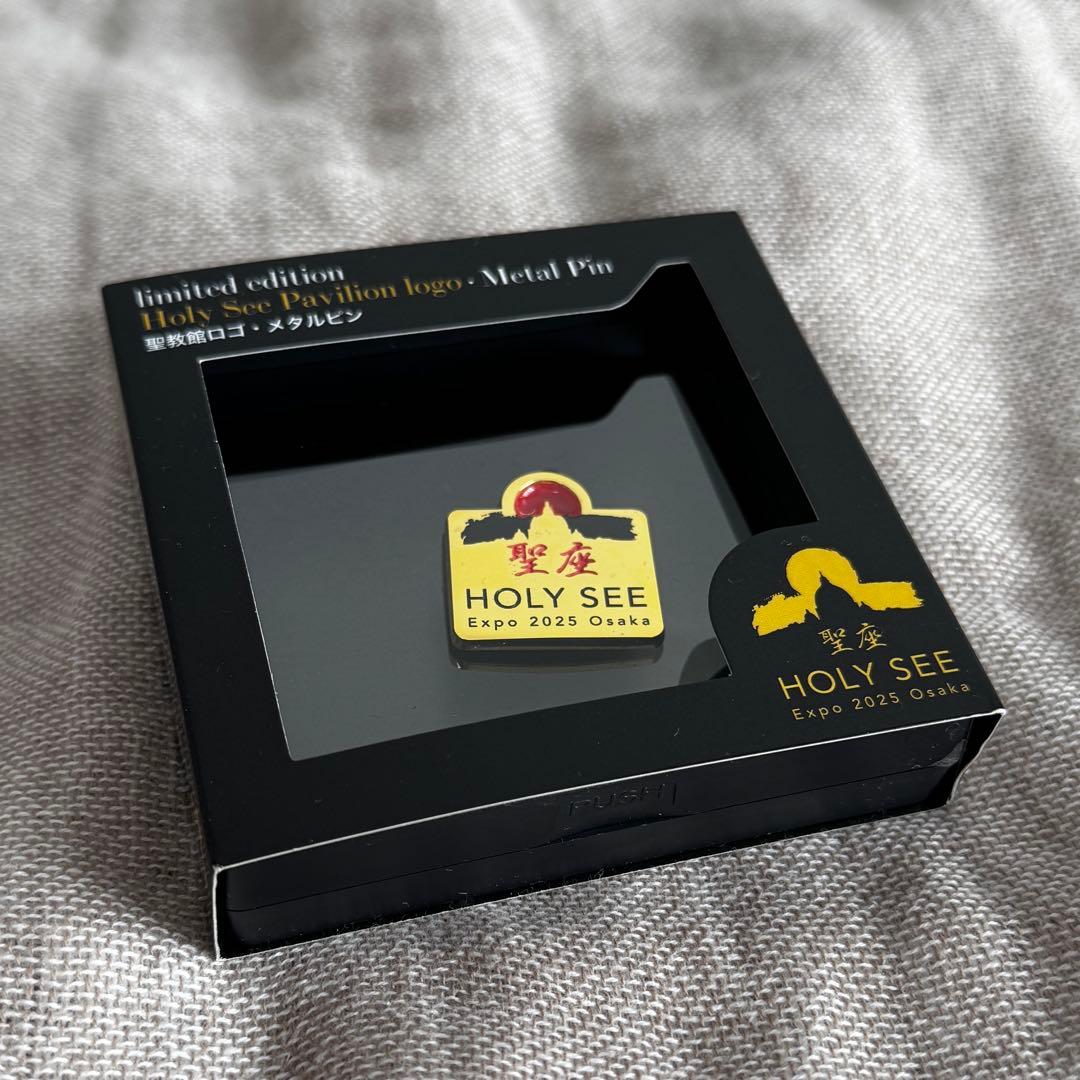 limited edition
Holy See Pavilion logo · Metal Pin
聖教館ロゴ・メタルピン
聖座
HOLY SEE
Expo 2025 Osaka
聖座
HOLY SEE
Expo 2025 Osaka
PUSH